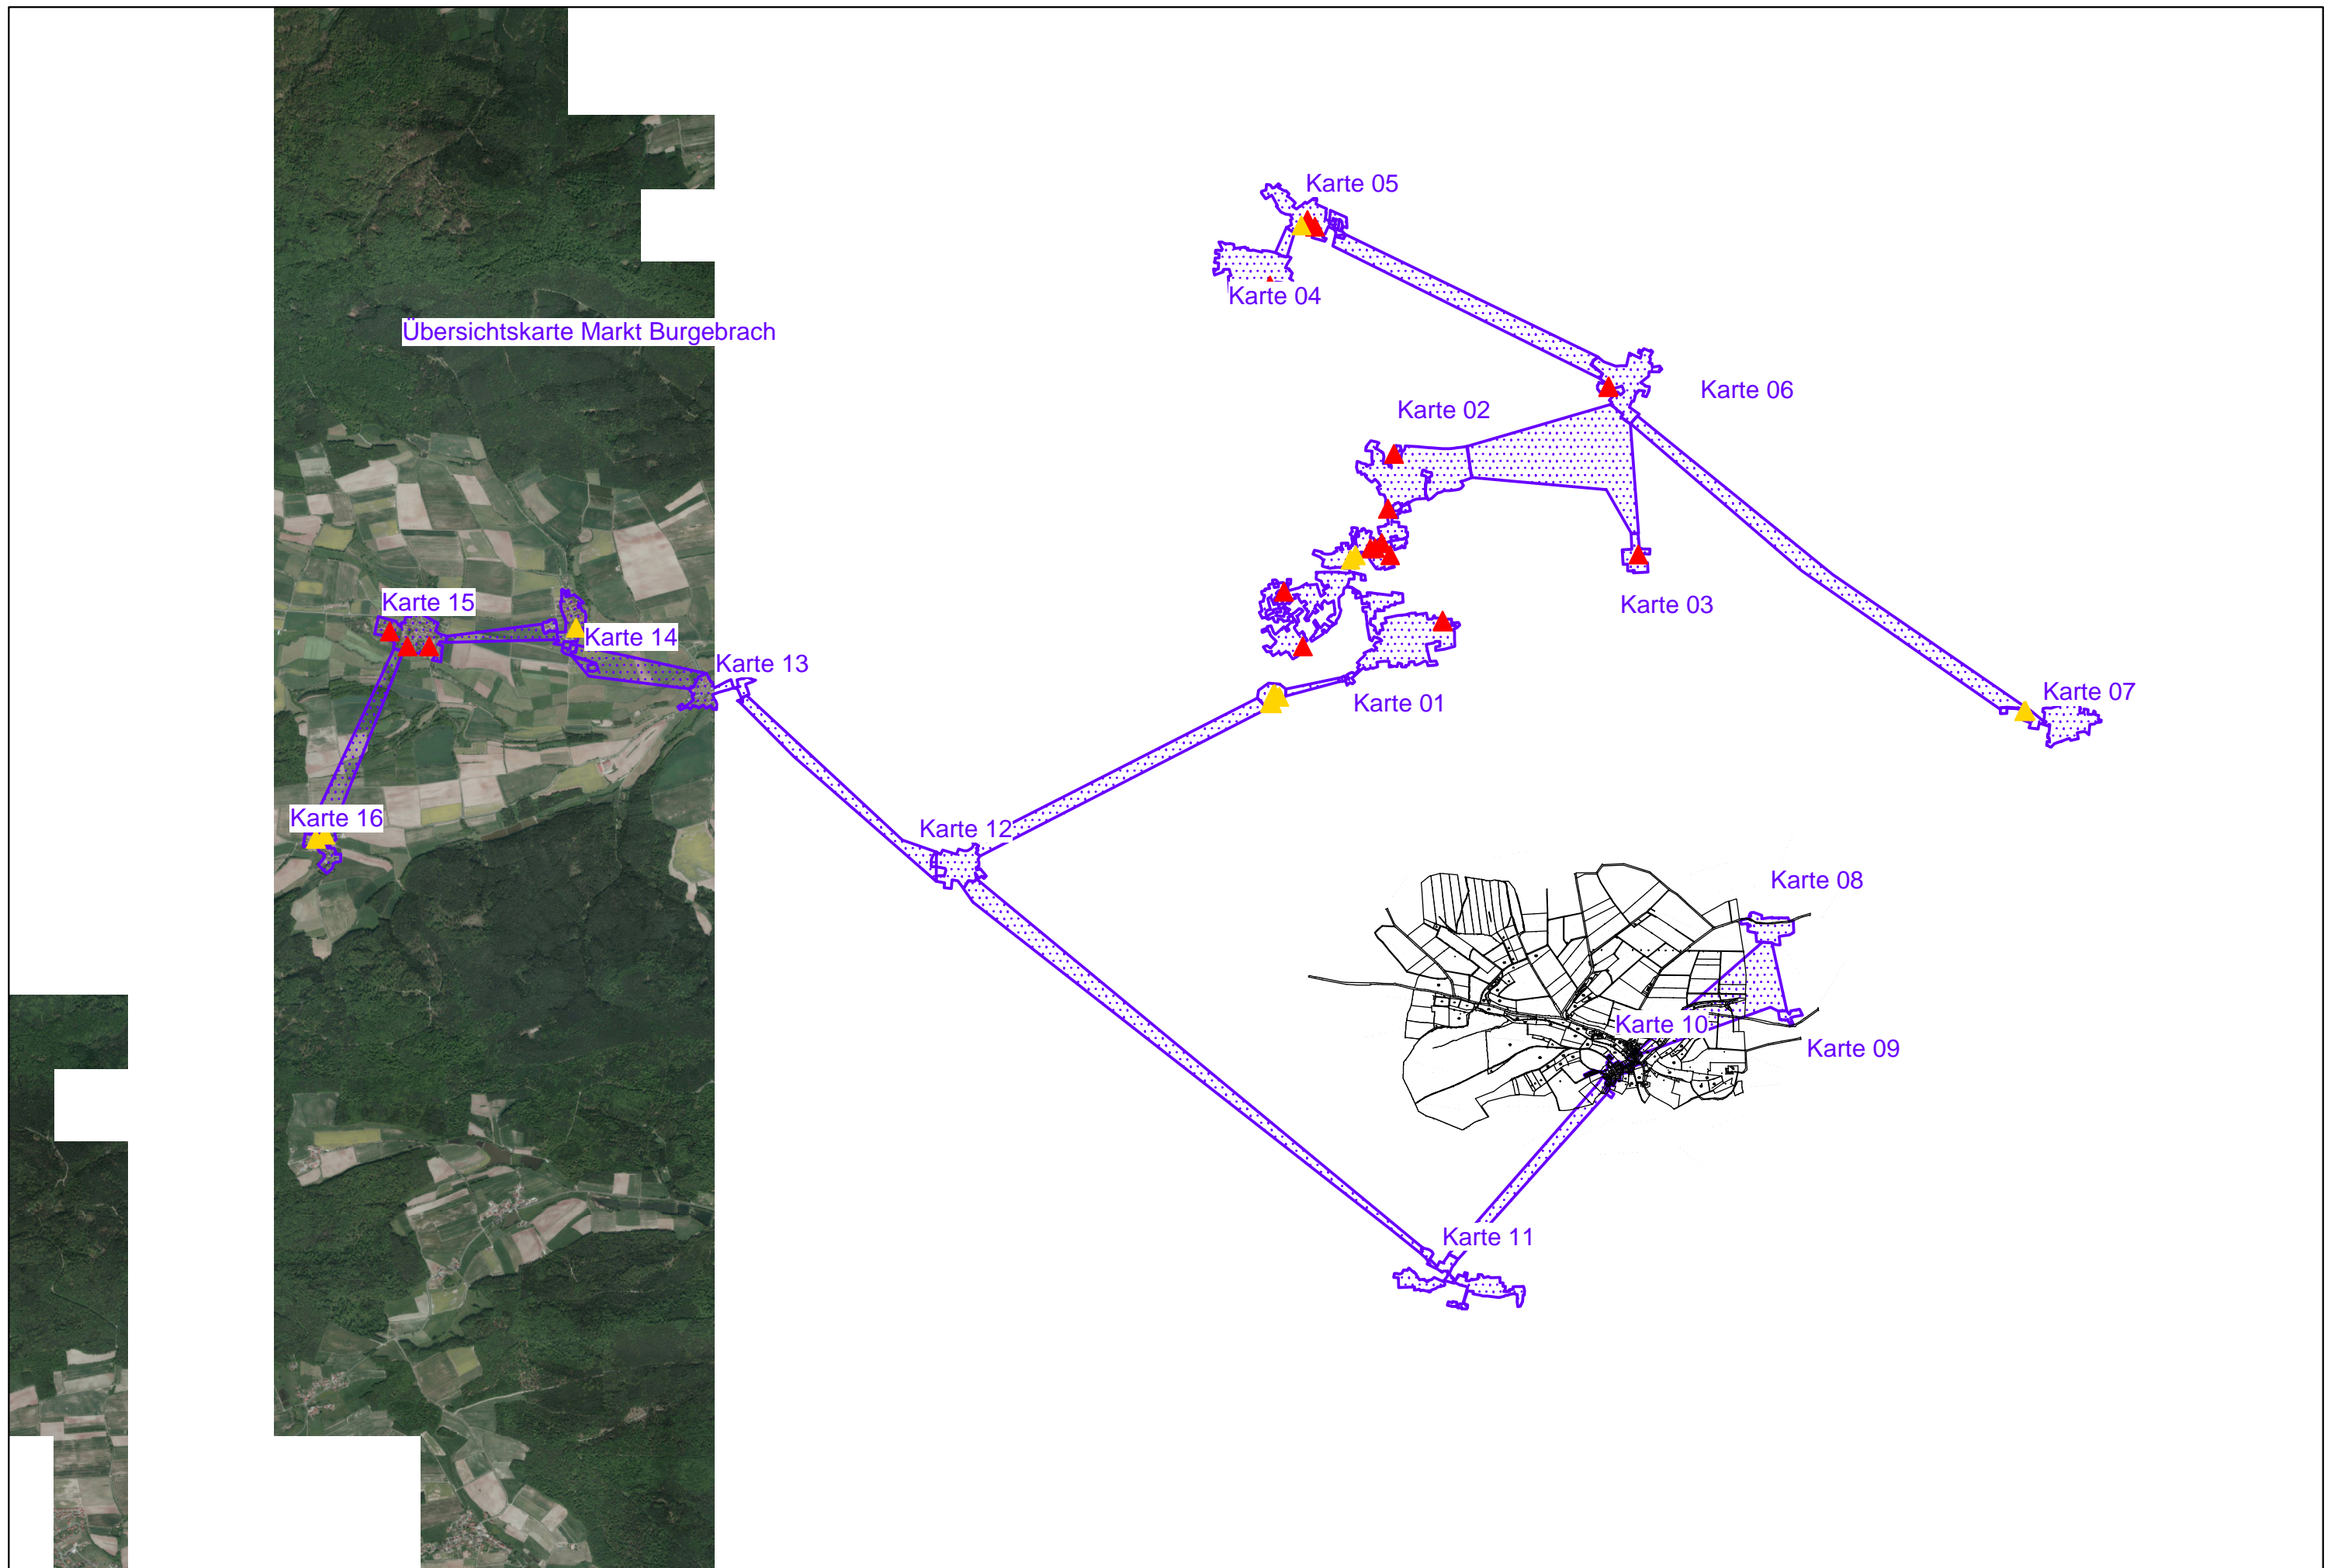 Karte 05
Karte 04
Übersichtskarte Markt Burgebrach
Karte 06
Karte 02
Karte 15
Karte 03
Karte 14
Karte 13
Karte 07
Karte 01
Karte 16
Karte 12
Karte 08
Karte 10
Karte 09
Karte 11